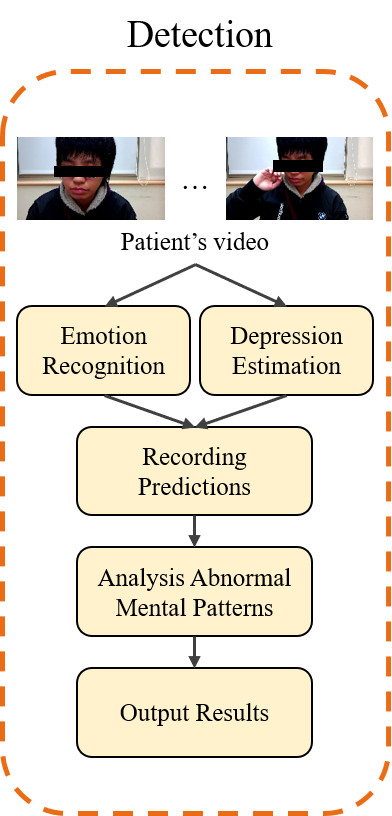 Detection
...
Patient's video
Emotion
Recognition
Depression
Estimation
Recording
Predictions
Analysis Abnormal
Mental Patterns
Output Results